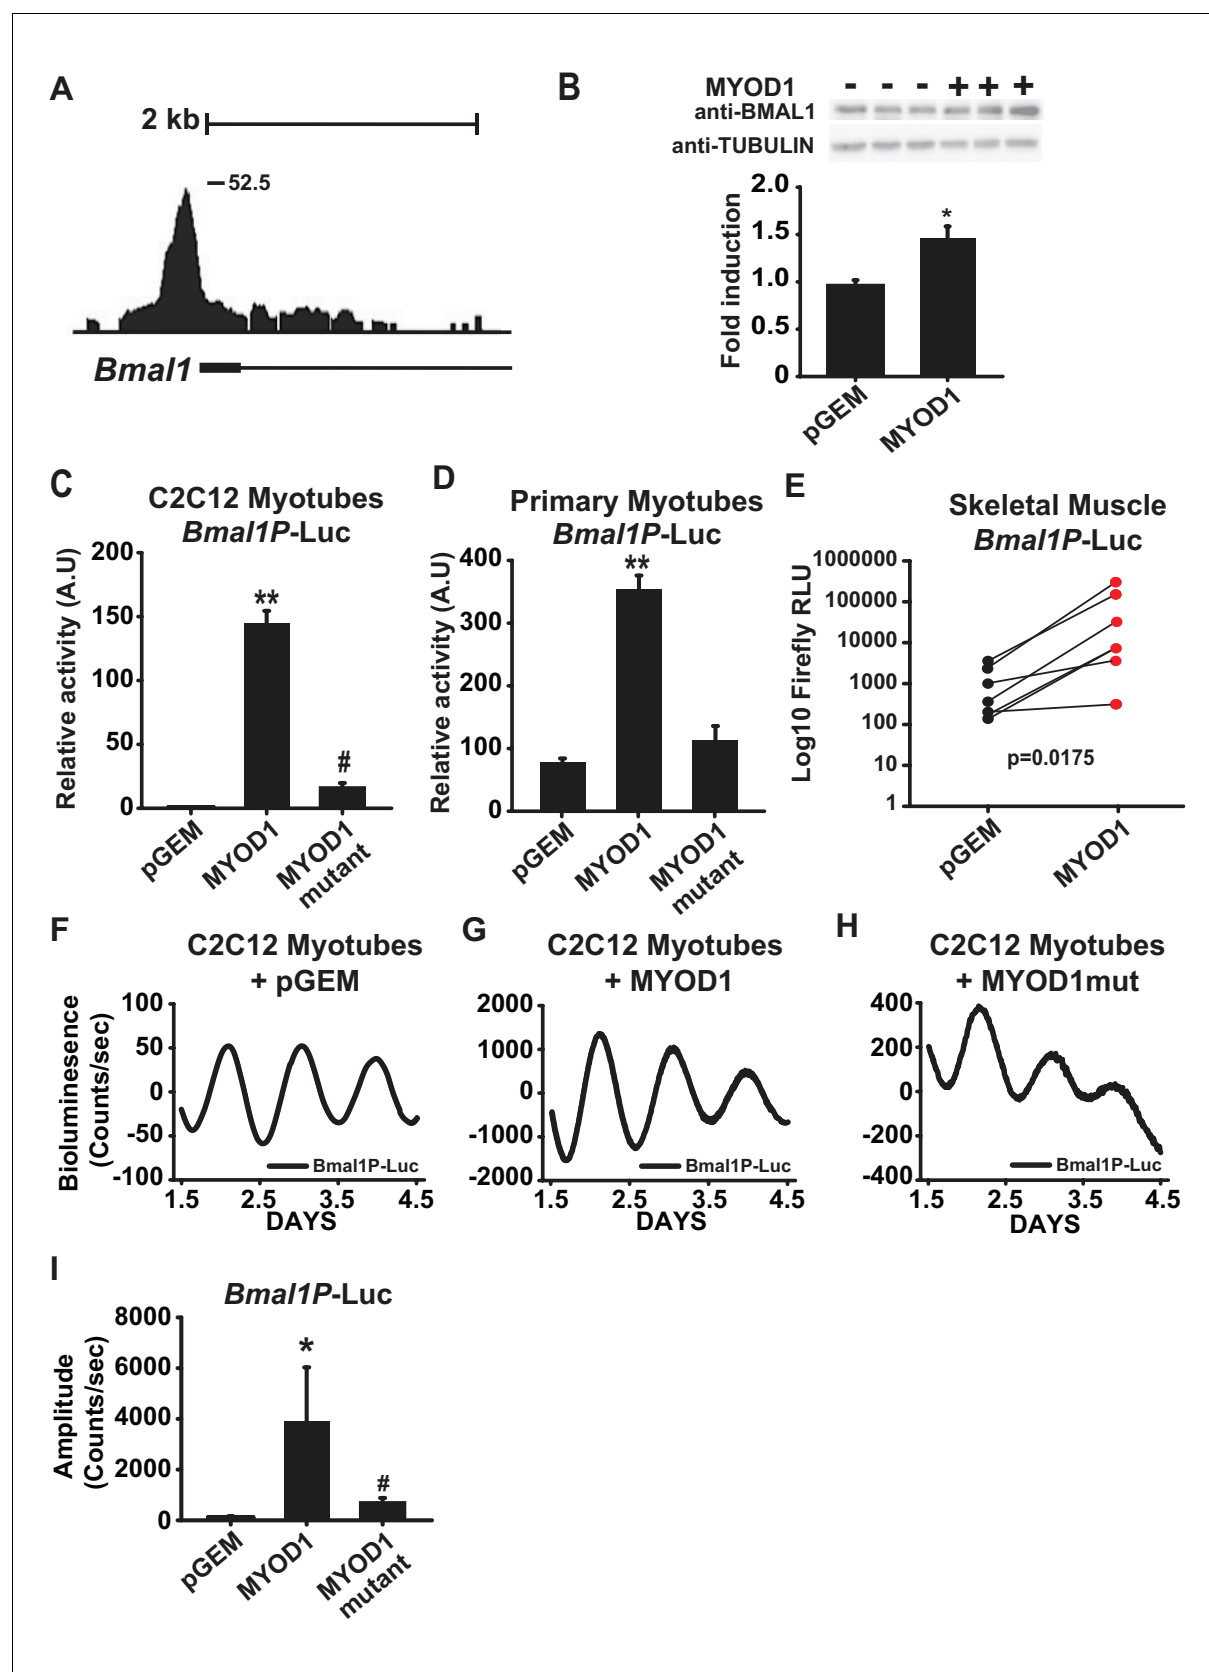 A
2 kb
52.5
Bmal1
B
MYOD1 - - - + + +
anti-BMAL1
anti-TUBULIN
Fold induction
2.0
1.5
1.0
0.5
0
*
pGEM
MYOD1
C
C2C12 Myotubes
Bmal1P-Luc
Relative activity (A.U)
200
150
100
50
0
**
#
pGEM
MYOD1
MYOD1
mutant
D
Primary Myotubes
Bmal1P-Luc
Relative activity (A.U)
400
300
200
100
0
**
pGEM
MYOD1
MYOD1
mutant
E
Skeletal Muscle
Bmal1P-Luc
Log10 Firefly RLU
1000000
100000
10000
1000
100
10
1
p=0.0175
pGEM
MYOD1
F
C2C12 Myotubes
+ pGEM
Bioluminesence
(Counts/sec)
100
50
0
-50
-100
Bmal1P-Luc
1.5 2.5 3.5 4.5
DAYS
G
C2C12 Myotubes
+ MYOD1
2000
1000
0
-1000
-2000
Bmal1P-Luc
1.5 2.5 3.5 4.5
DAYS
H
C2C12 Myotubes
+ MYOD1mut
400
200
0
-200
-400
Bmal1P-Luc
1.5 2.5 3.5 4.5
DAYS
I
Bmal1P-Luc
Amplitude
(Counts/sec)
8000
6000
4000
2000
0
*
#
pGEM
MYOD1
MYOD1
mutant